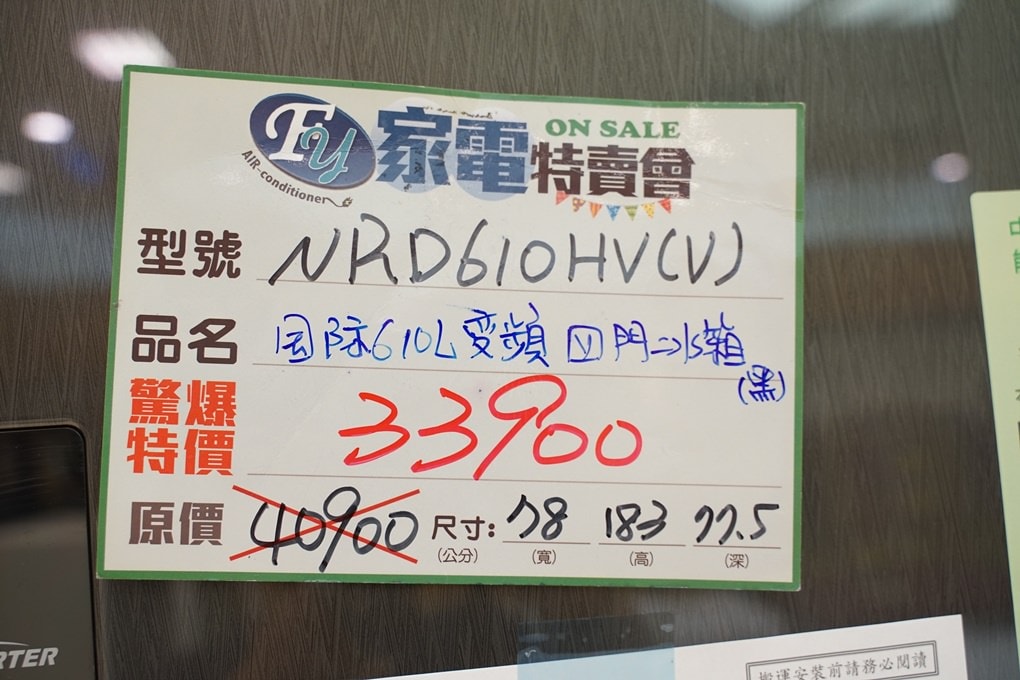 FY
AIR-conditioner
家電特賣會
ON SALE
型號 NRD610HV(V)
品名 国际610L变頻四門冰箱
(黑)
驚爆特價 33900
原價 40900 尺寸: 78 183 77.5
(公分) (寬) (高) (深)
RTER
搬運安裝前請務必閱讀